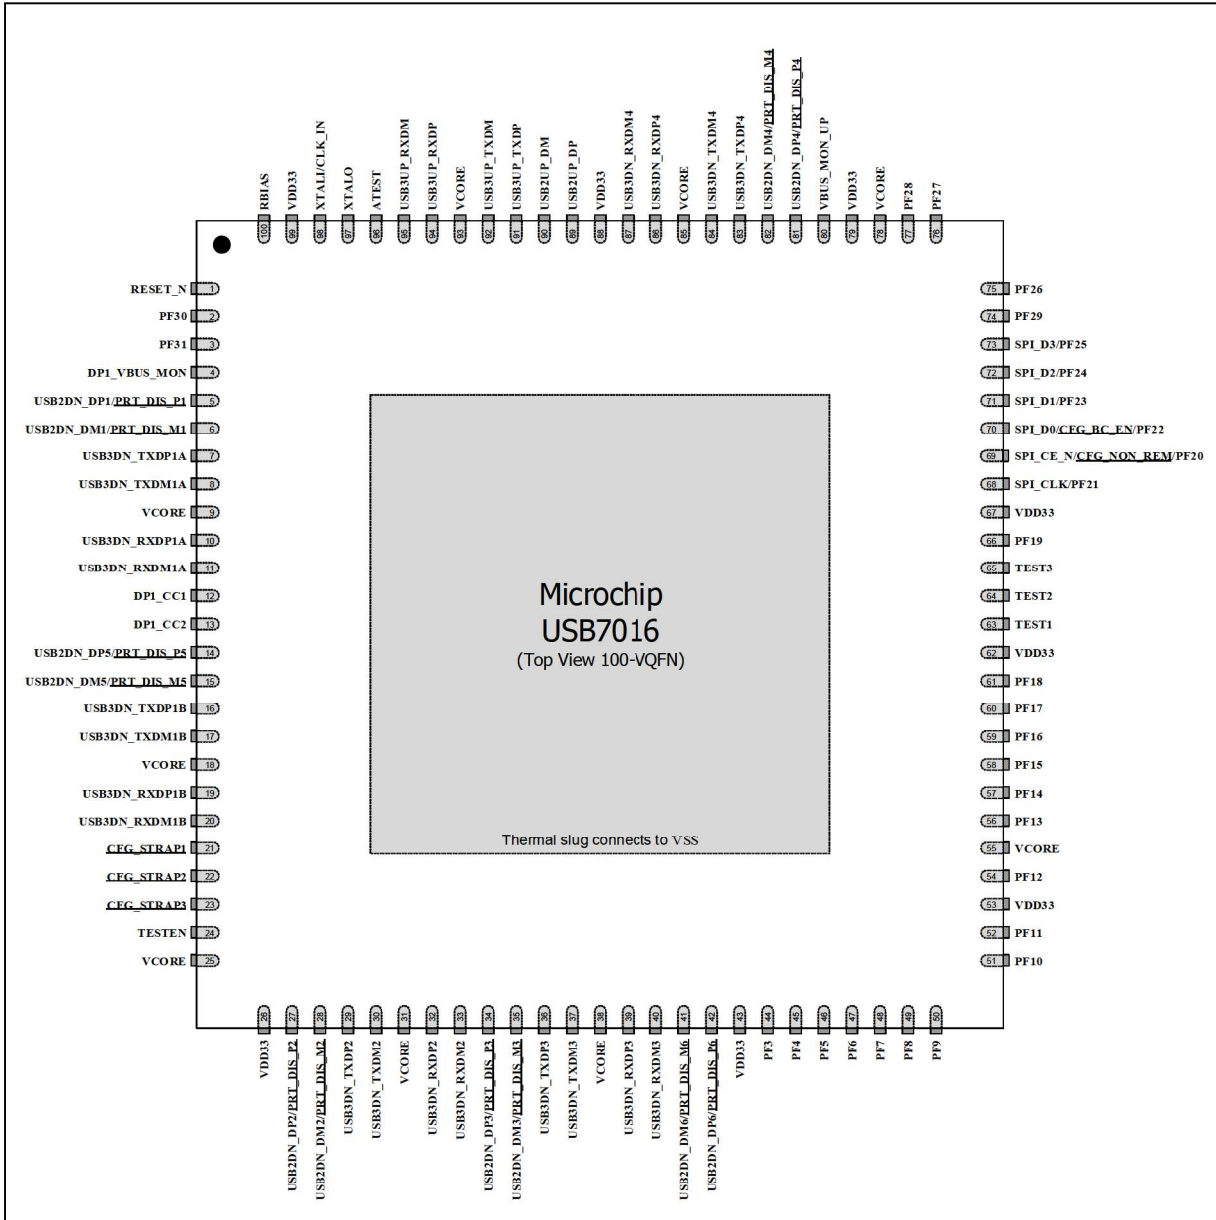 RBIAS
VDD33
XTALI/CLK_IN
XTALO
ATEST
USB3UP_RXDM
USB3UP_RXDP
VCORE
USB3UP_TXDM
USB3UP_TXDP
USB2UP_DM
USB2UP_DP
VDD33
USB3DN_RXDM4
USB3DN_RXDP4
VCORE
USB3DN_TXDM4
USB3DN_TXDP4
USB2DN_DM4/PRT_DIS_M4
USB2DN_DP4/PRT_DIS_P4
VBUS_MON_UP
VDD33
VCORE
PF28
PF27
100
99
98
97
96
95
94
93
92
91
90
89
88
87
86
85
84
83
82
81
80
79
78
77
76
RESET_N 1
PF30 2
PF31 3
DP1_VBUS_MON 4
USB2DN_DP1/PRT_DIS_P1 5
USB2DN_DM1/PRT_DIS_M1 6
USB3DN_TXDP1A 7
USB3DN_TXDM1A 8
VCORE 9
USB3DN_RXDP1A 10
USB3DN_RXDM1A 11
DP1_CC1 12
DP1_CC2 13
USB2DN_DP5/PRT_DIS_P5 14
USB2DN_DM5/PRT_DIS_M5 15
USB3DN_TXDP1B 16
USB3DN_TXDM1B 17
VCORE 18
USB3DN_RXDP1B 19
USB3DN_RXDM1B 20
CFG_STRAP1 21
CFG_STRAP2 22
CFG_STRAP3 23
TESTEN 24
VCORE 25
Microchip
USB7016
(Top View 100-VQFN)
Thermal slug connects to VSS
75 PF26
74 PF29
73 SPI_D3/PF25
72 SPI_D2/PF24
71 SPI_D1/PF23
70 SPI_D0/CFG_BC_EN/PF22
69 SPI_CE_N/CFG_NON_REM/PF20
68 SPI_CLK/PF21
67 VDD33
66 PF19
65 TEST3
64 TEST2
63 TEST1
62 VDD33
61 PF18
60 PF17
59 PF16
58 PF15
57 PF14
56 PF13
55 VCORE
54 PF12
53 VDD33
52 PF11
51 PF10
26
27
28
29
30
31
32
33
34
35
36
37
38
39
40
41
42
43
44
45
46
47
48
49
50
VDD33
USB2DN_DP2/PRT_DIS_P2
USB2DN_DM2/PRT_DIS_M2
USB3DN_TXDP2
USB3DN_TXDM2
VCORE
USB3DN_RXDP2
USB3DN_RXDM2
USB2DN_DP3/PRT_DIS_P3
USB2DN_DM3/PRT_DIS_M3
USB3DN_TXDP3
USB3DN_TXDM3
VCORE
USB3DN_RXDP3
USB3DN_RXDM3
USB2DN_DM6/PRT_DIS_M6
USB2DN_DP6/PRT_DIS_P6
VDD33
PF3
PF4
PF5
PF6
PF7
PF8
PF9